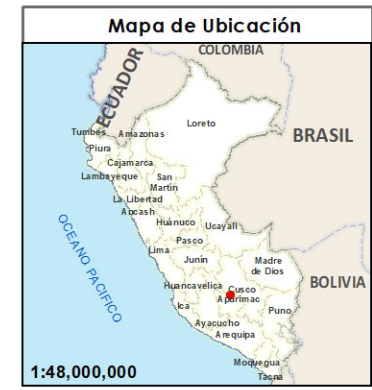 Mapa de Ubicación
COLOMBIA
ECUADOR
Loreto
BRASIL
Tumbes
Amazonas
Piura
Cajamarca
Lambayeque
San
Martin
La Libertad
Ancash
Huánuco
Ucayali
OCEANO PACIFICO
Pasco
Lima
Junín
Madre
de Dios
Huancavelica
Cusco
BOLIVIA
Apurimac
Ica
Puno
Ayacucho
Arequipa
Moquegua
Tacna
1:48,000,000